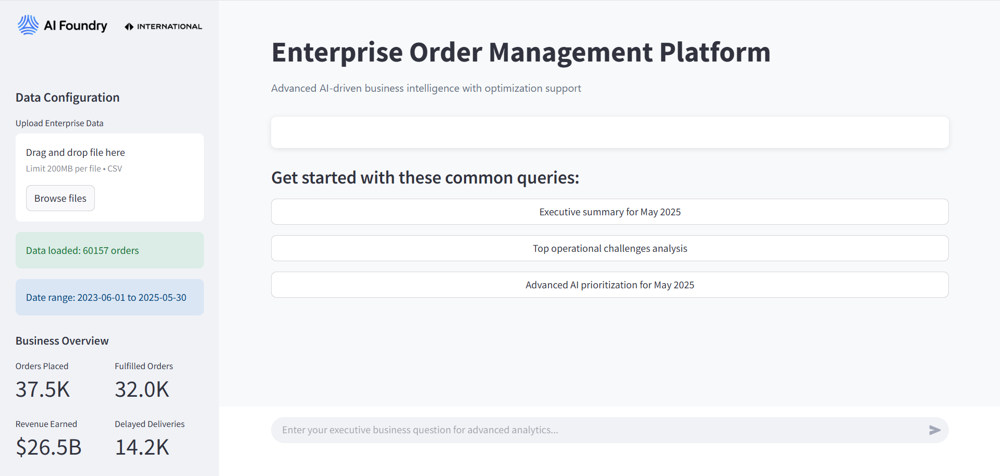 AI Foundry
INTERNATIONAL
Data Configuration
Upload Enterprise Data
Drag and drop file here
Limit 200MB per file • CSV
Browse files
Data loaded: 60157 orders
Date range: 2023-06-01 to 2025-05-30
Business Overview
Orders Placed
37.5K
Fulfilled Orders
32.0K
Revenue Earned
$26.5B
Delayed Deliveries
14.2K
Enterprise Order Management Platform
Advanced AI-driven business intelligence with optimization support
Get started with these common queries:
Executive summary for May 2025
Top operational challenges analysis
Advanced AI prioritization for May 2025
Enter your executive business question for advanced analytics...